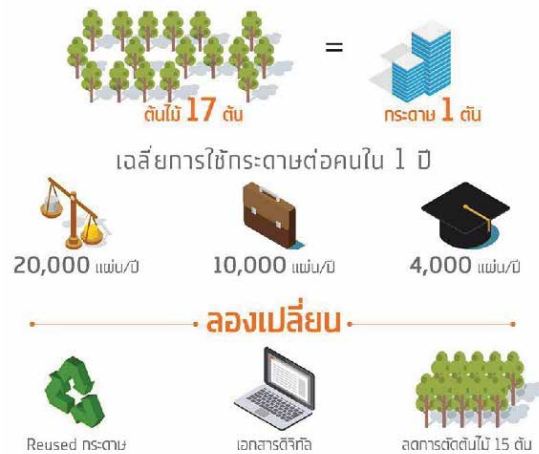 =
ต้นไม้ 17 ต้น
กระดาษ 1 ตัน
เฉลี่ยการใช้กระดาษต่อคนใน 1 ปี
20,000 แผ่น/ปี
10,000 แผ่น/ปี
4,000 แผ่น/ปี
ลองเปลี่ยน
Reused กระดาษ
เอกสารดิจิทัล
ลดการตัดต้นไม้ 15 ต้น